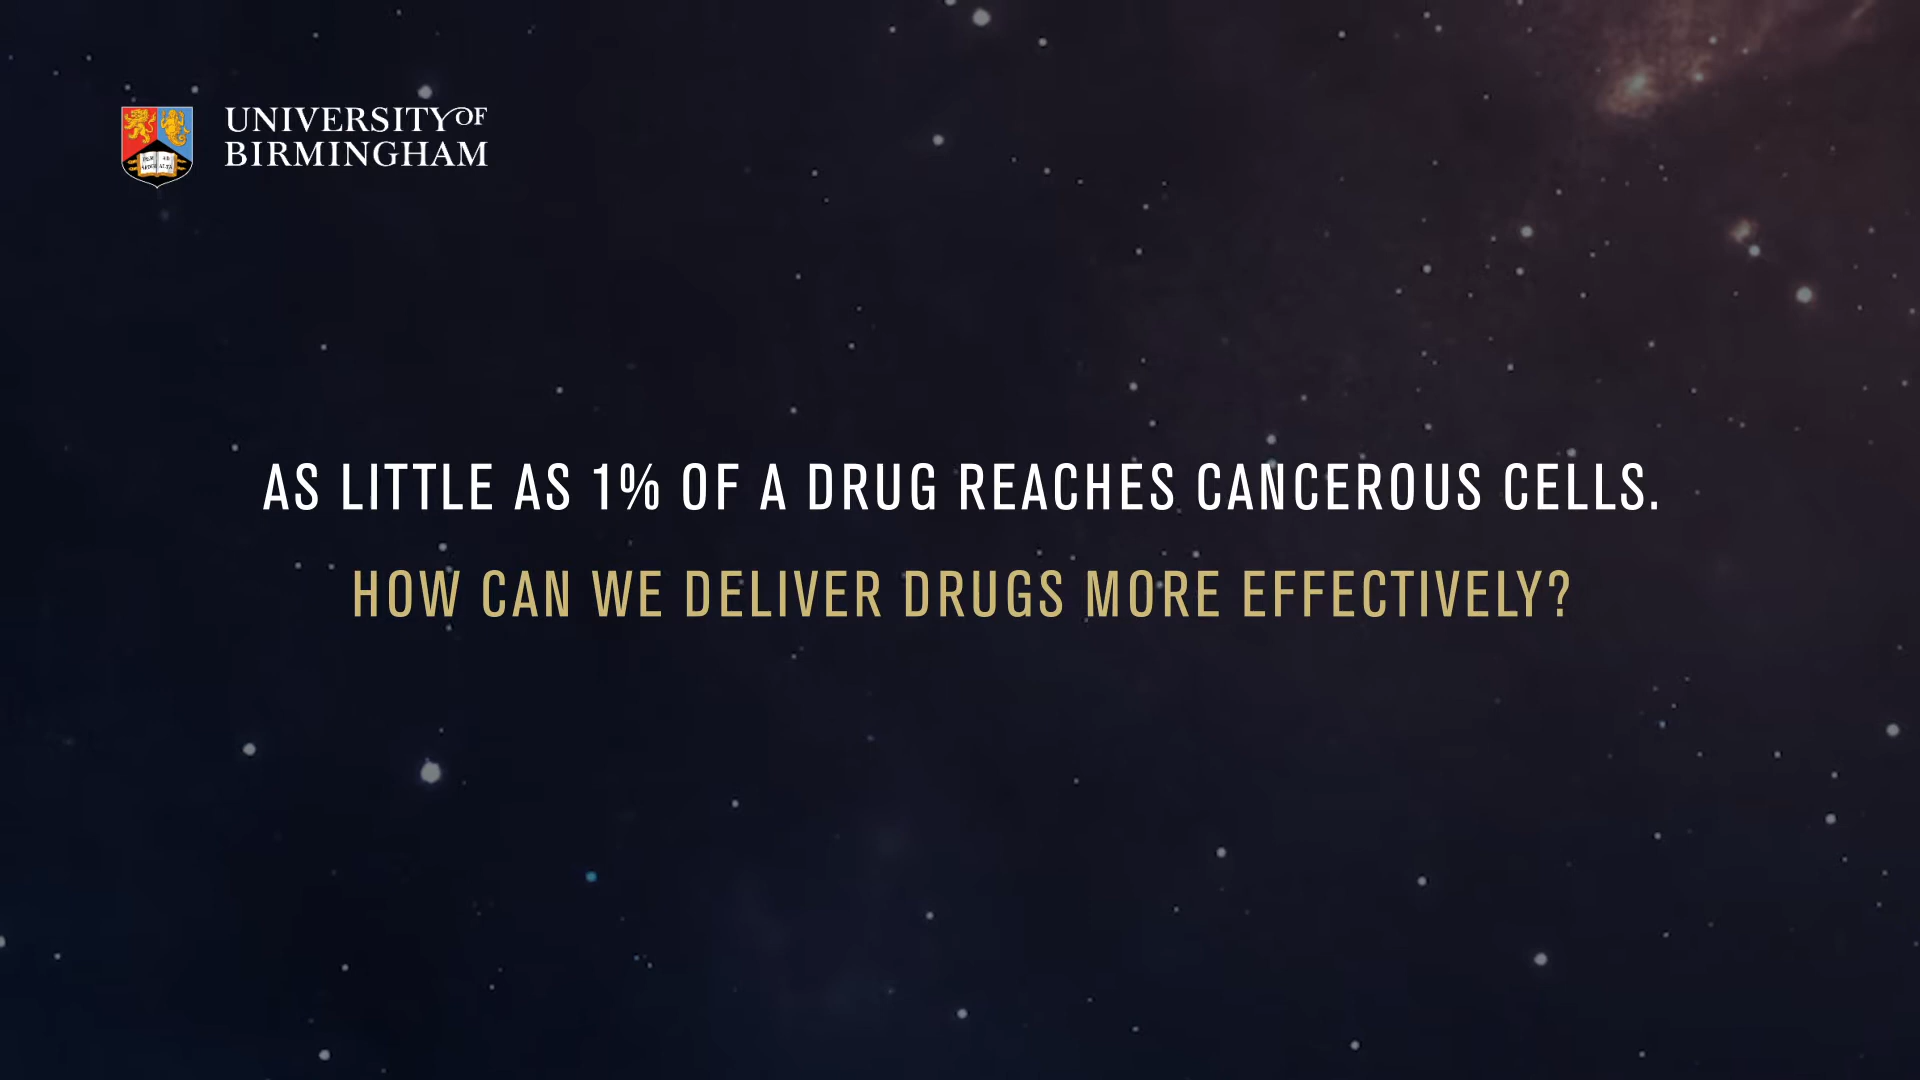 UNIVERSITY OF
BIRMINGHAM
AS LITTLE AS 1% OF A DRUG REACHES CANCEROUS CELLS.
HOW CAN WE DELIVER DRUGS MORE EFFECTIVELY?